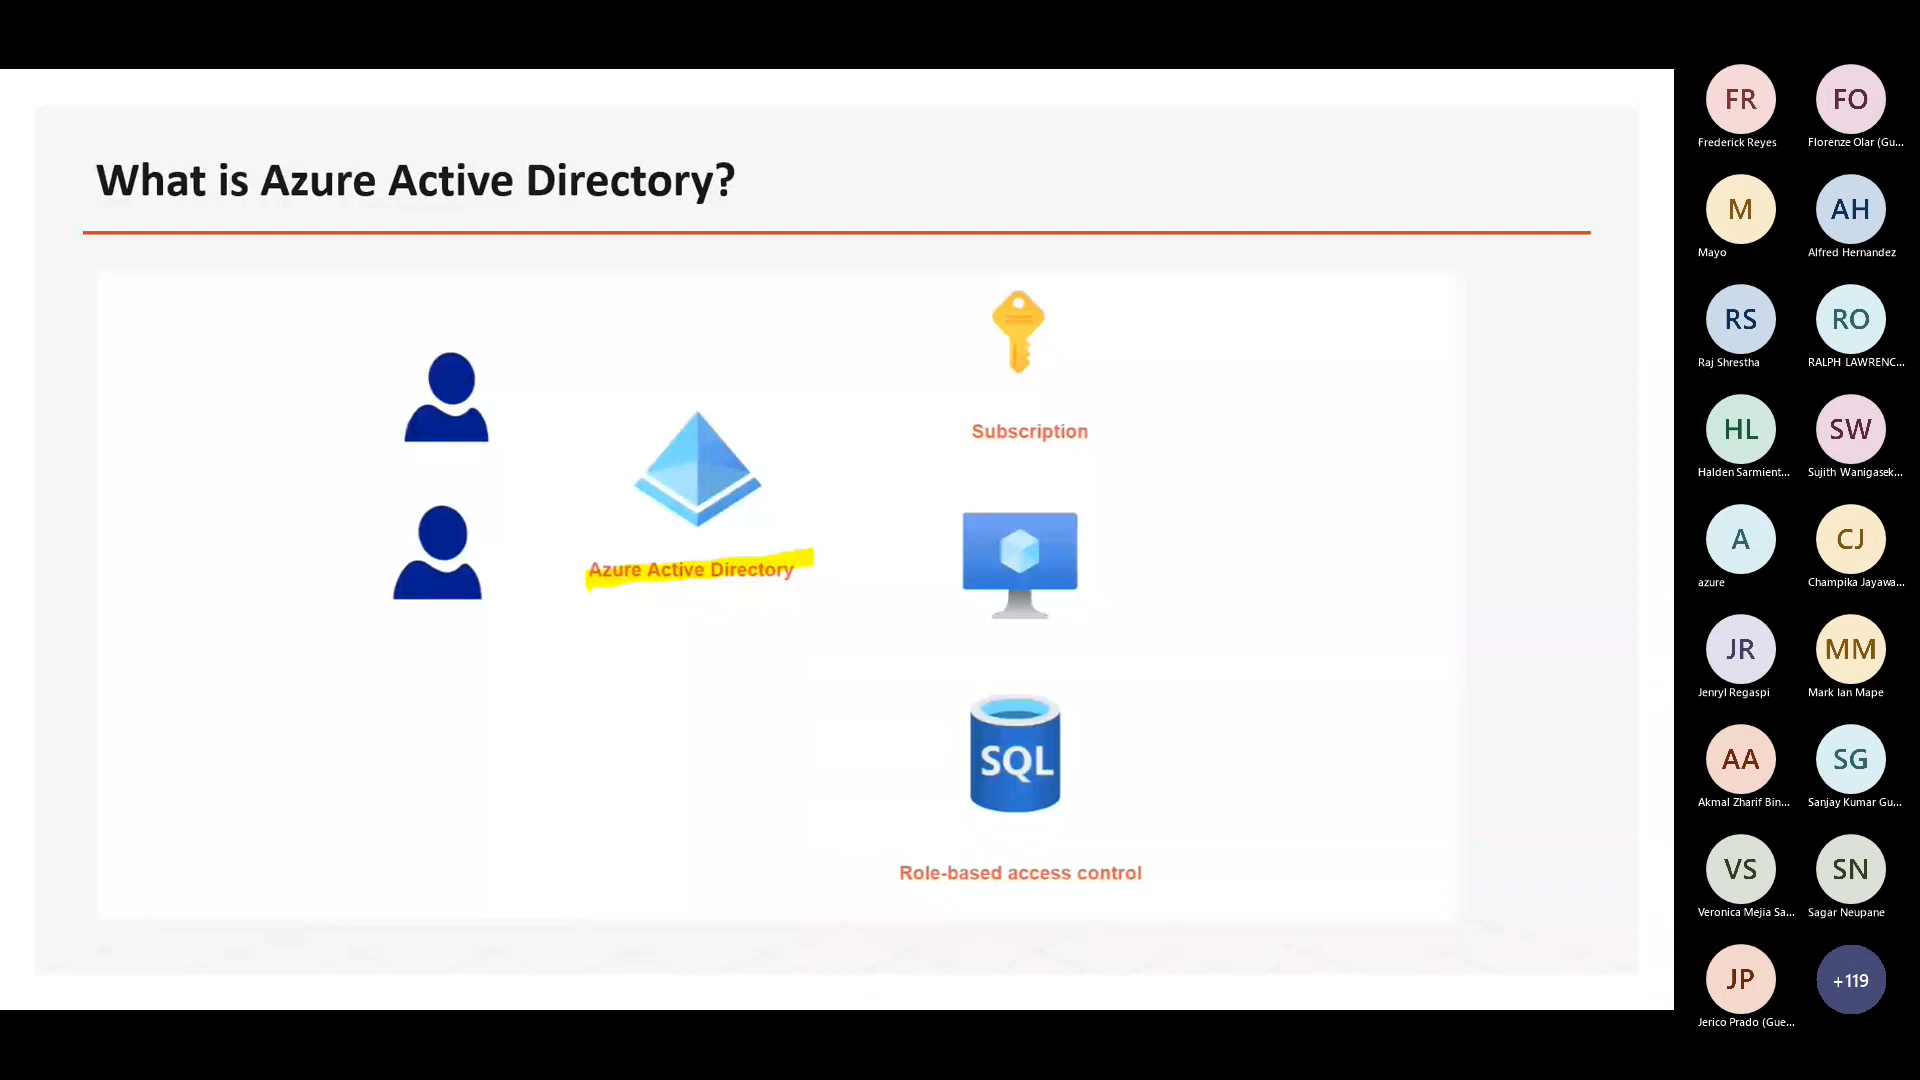 What is Azure Active Directory?
Subscription
Azure Active Directory
SQL
Role-based access control
FR
Frederick Reyes
FO
Florenze Olar (Gu...
M
Mayo
AH
Alfred Hernandez
RS
Raj Shrestha
RO
RALPH LAWRENC...
HL
Halden Sarmient...
SW
Sujith Wanigasek...
A
azure
CJ
Champika Jayawa...
JR
Jenryl Regaspi
MM
Mark Ian Mape
AA
Akmal Zharif Bin...
SG
Sanjay Kumar Gu...
VS
Veronica Mejia Sa...
SN
Sagar Neupane
JP
Jerico Prado (Gue...
+119